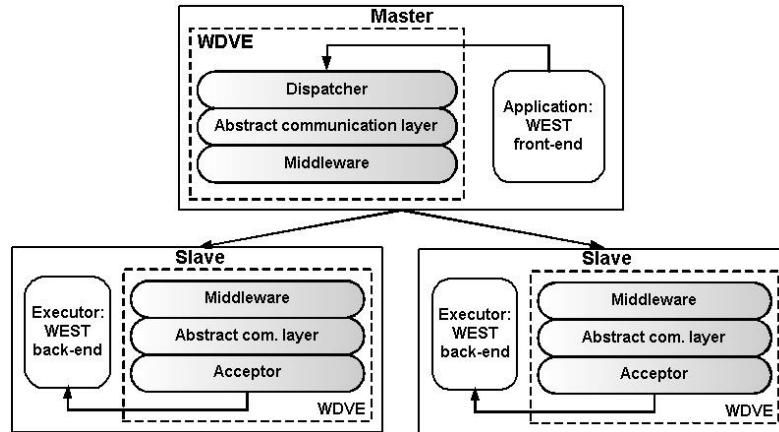 Master
WDVE
Dispatcher
Abstract communication layer
Middleware
Application:
WEST
front-end
Slave
Executor:
WEST
back-end
Middleware
Abstract com. layer
Acceptor
WDVE
Slave
Executor:
WEST
back-end
Middleware
Abstract com. layer
Acceptor
WDVE